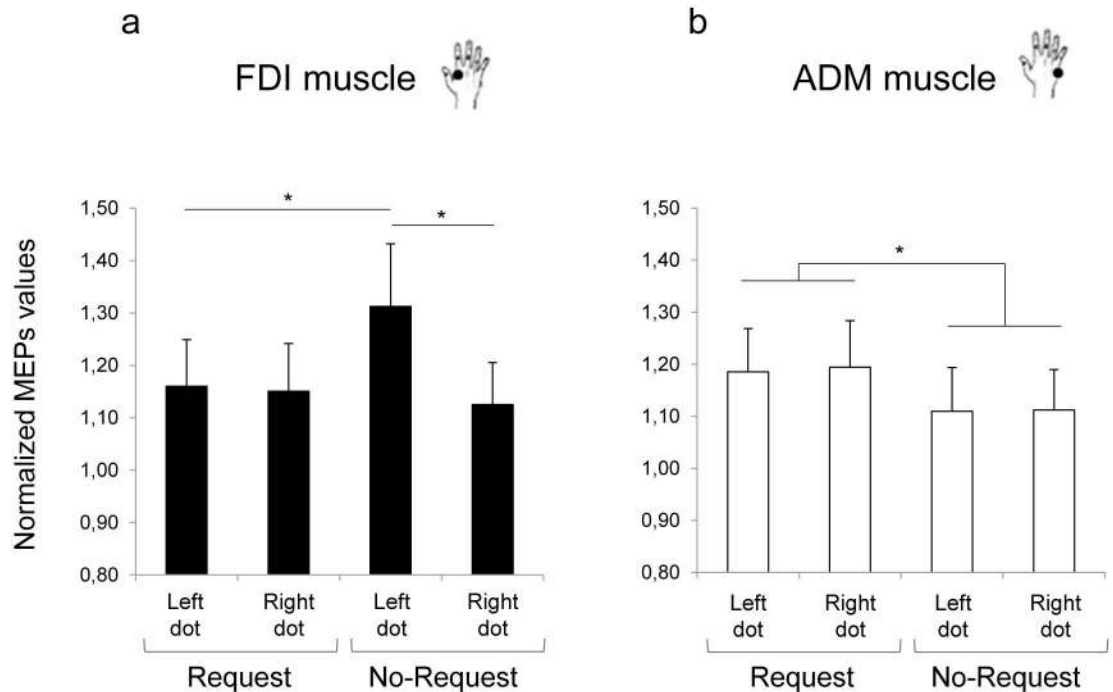 a
FDI muscle
Normalized MEPs values
1,50
1,40
1,30
1,20
1,10
1,00
0,90
0,80
*
*
Left dot
Right dot
Left dot
Right dot
Request
No-Request
b
ADM muscle
1,50
1,40
1,30
1,20
1,10
1,00
0,90
0,80
*
Left dot
Right dot
Left dot
Right dot
Request
No-Request